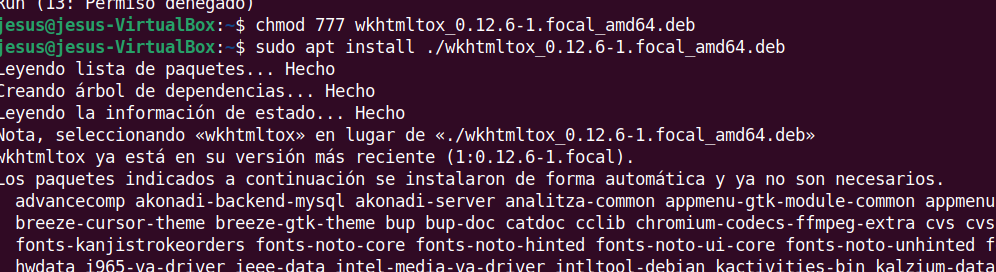 Run (13: Permiso denegado)
jesus@jesus-VirtualBox:~$ chmod 777 wkhtmltox_0.12.6-1.focal_amd64.deb
jesus@jesus-VirtualBox:~$ sudo apt install ./wkhtmltox_0.12.6-1.focal_amd64.deb
Leyendo lista de paquetes... Hecho
Creando árbol de dependencias... Hecho
Leyendo la información de estado... Hecho
Nota, seleccionando «wkhtmltox» en lugar de «./wkhtmltox_0.12.6-1.focal_amd64.deb»
wkhtmltox ya está en su versión más reciente (1:0.12.6-1.focal).
Los paquetes indicados a continuación se instalaron de forma automática y ya no son necesarios.
advancecomp akonadi-backend-mysql akonadi-server analitza-common appmenu-gtk-module-common appmenu
breeze-cursor-theme breeze-gtk-theme bup bup-doc catdoc cclib chromium-codecs-ffmpeg-extra cvs cvs
fonts-kanjistrokeorders fonts-noto-core fonts-noto-hinted fonts-noto-ui-core fonts-noto-unhinted f
hwdata i965-va-driver ieee-data intel-media-va-driver intltool-debian kactivities-bin kalzium-data